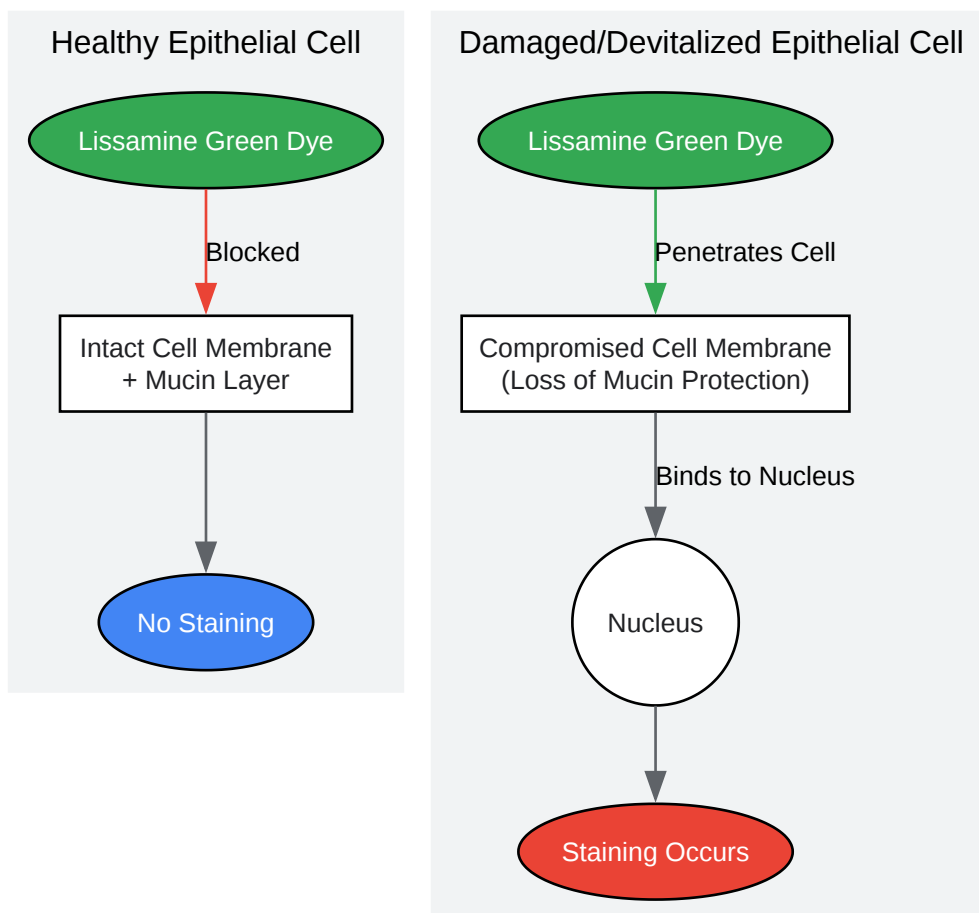 Healthy Epithelial Cell
Lissamine Green Dye
Blocked
Intact Cell Membrane
+ Mucin Layer
No Staining
Damaged/Devitalized Epithelial Cell
Lissamine Green Dye
Penetrates Cell
Compromised Cell Membrane
(Loss of Mucin Protection)
Binds to Nucleus
Nucleus
Staining Occurs